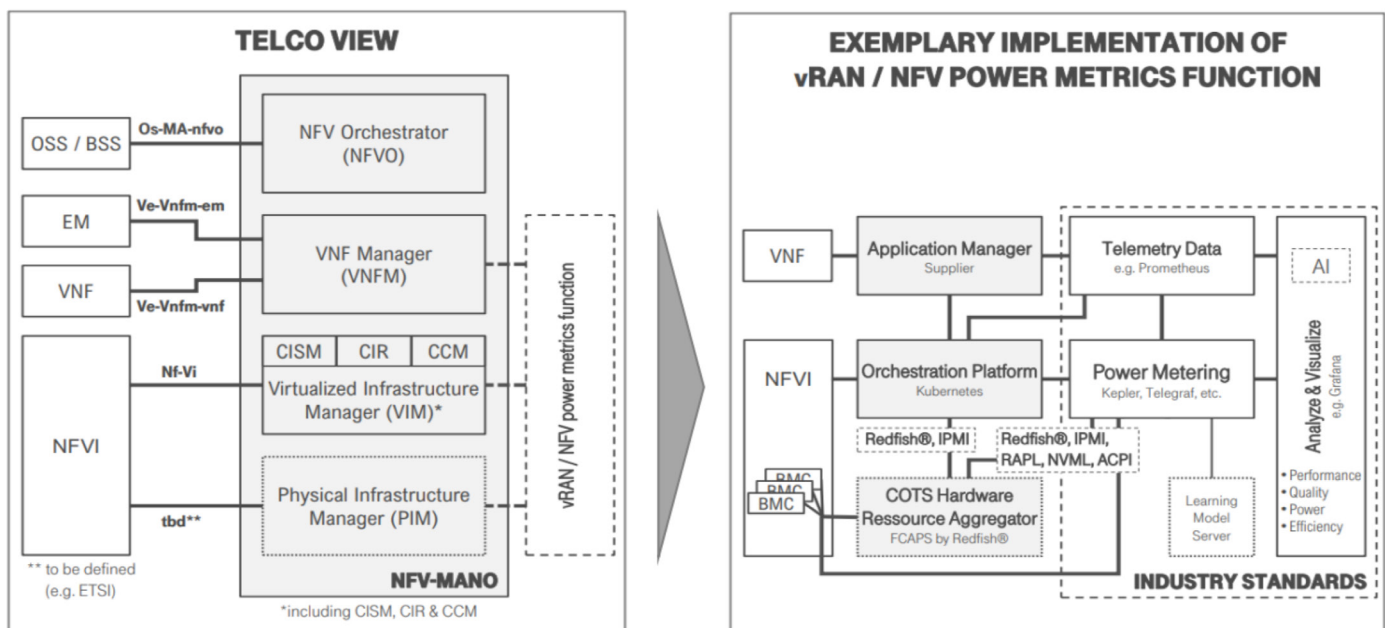 TELCO VIEW
OSS / BSS
Os-MA-nfvo
NFV Orchestrator
(NFVO)
EM
Ve-Vnfm-em
VNF Manager
(VNFM)
VNF
Ve-Vnfm-vnf
CISM
CIR
CCM
Nf-Vi
Virtualized Infrastructure
Manager (VIM)*
NFVI
Physical Infrastructure
Manager (PIM)
tbd**
** to be defined
(e.g. ETSI)
NFV-MANO
*including CISM, CIR & CCM
vRAN / NFV power metrics function
EXEMPLARY IMPLEMENTATION OF
vRAN / NFV POWER METRICS FUNCTION
VNF
Application Manager
Supplier
Telemetry Data
e.g. Prometheus
AI
NFVI
Orchestration Platform
Kubernetes
Power Metering
Kepler, Telegraf, etc.
Analyze & Visualize
e.g. Grafana
Redfish®, IPMI
Redfish®, IPMI,
RAPL, NVML, ACPI
BMC
BMC
BMC
COTS Hardware
Ressource Aggregator
FCAPS by Redfish®
Learning
Model
Server
• Performance
• Quality
• Power
• Efficiency
INDUSTRY STANDARDS